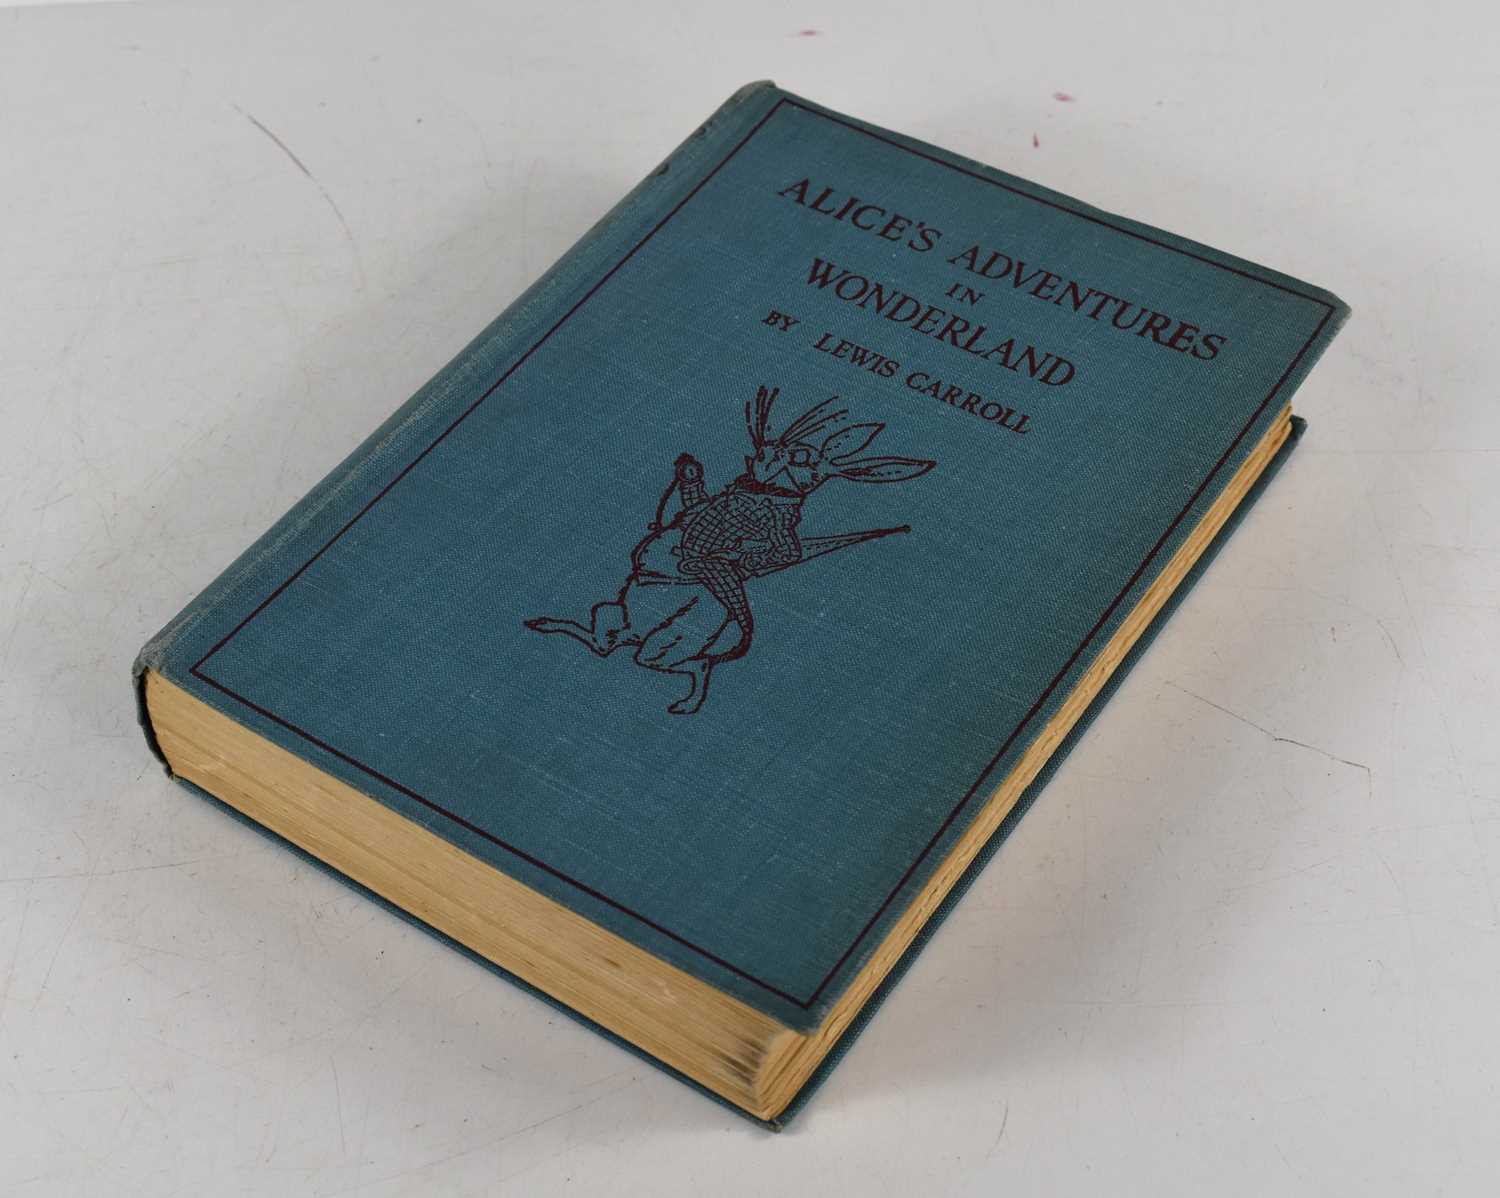 ALICE'S ADVENTURES
IN
WONDERLAND
BY LEWIS CARROLL